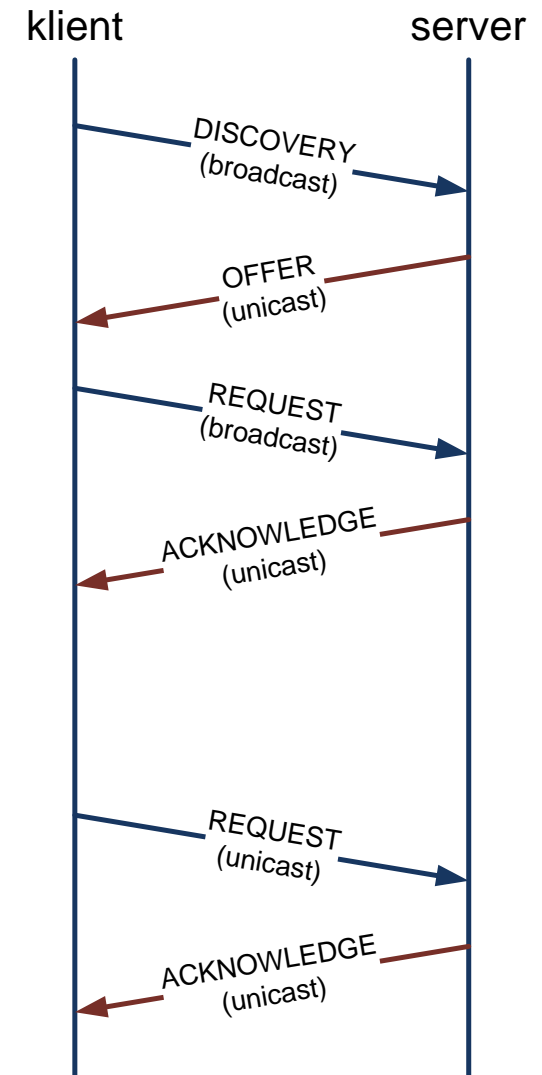 klient
server
DISCOVERY
(broadcast)
OFFER
(unicast)
REQUEST
(broadcast)
ACKNOWLEDGE
(unicast)
REQUEST
(unicast)
ACKNOWLEDGE
(unicast)